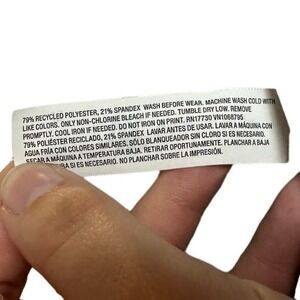 79% RECYCLED POLYESTER, 21% SPANDEX WASH BEFORE WEAR. MACHINE WASH COLD WITH
LIKE COLORS. ONLY NON-CHLORINE BLEACH IF NEEDED. TUMBLE DRY LOW. REMOVE
PROMPTLY. COOL IRON IF NEEDED. DO NOT IRON ON PRINT. RN17730 VN1068795
79% POLIÉSTER RECICLADO, 21% SPANDEX LAVAR ANTES DE USAR. LAVAR A MÁQUINA CON
AGUA FRÍA CON COLORES SIMILARES. SÓLO BLANQUEADOR SIN CLORO SI ES NECESARIO.
SECAR A MÁQUINA A TEMPERATURA BAJA. RETIRAR OPORTUNAMENTE. PLANCHAR A BAJA
SI ES NECESARIO. NO PLANCHAR SOBRE LA IMPRESIÓN.